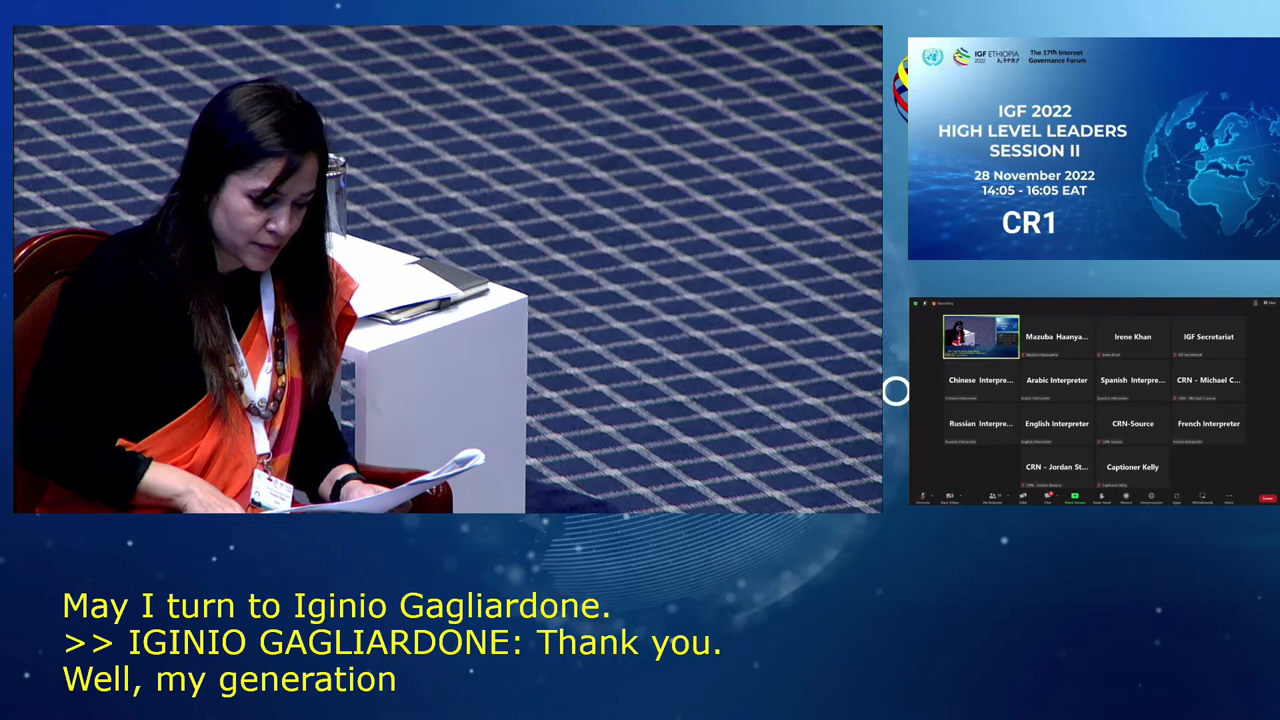 IGF ETHIOPIA
2022 ኢትዮጵያ
The 17th Internet
Governance Forum
IGF 2022
HIGH LEVEL LEADERS
SESSION II
28 November 2022
14:05 - 16:05 EAT
CR1
Mazuba Haanya...
Irene Khan
IGF Secretariat
Chinese Interpre...
Arabic Interpreter
Spanish Interpre...
CRN - Michael C...
Russian Interpre...
English Interpreter
CRN-Source
French Interpreter
CRN - Jordan St...
Captioner Kelly
May I turn to Iginio Gagliardone.
>> IGINIO GAGLIARDONE: Thank you.
Well, my generation